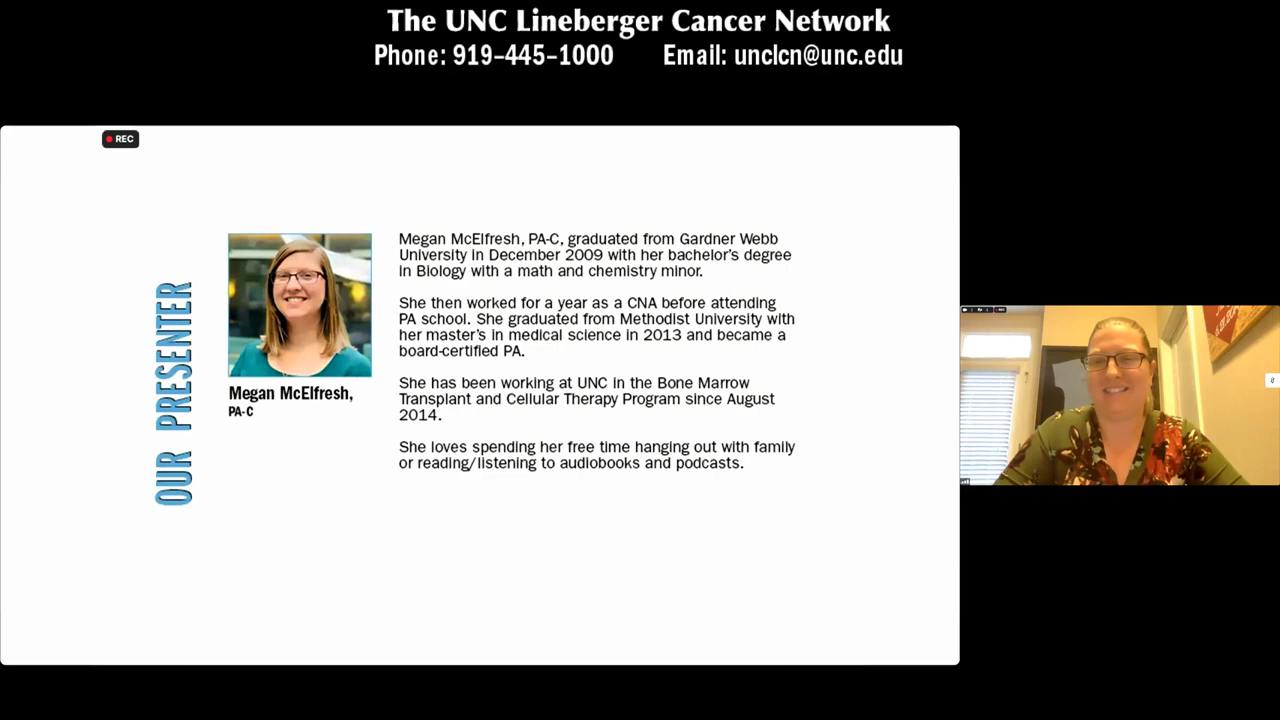 The UNC Lineberger Cancer Network
Phone: 919-445-1000 Email: unclcn@unc.edu
REC
OUR PRESENTER
Megan McElfresh,
PA-C
Megan McElfresh, PA-C, graduated from Gardner Webb
University in December 2009 with her bachelor's degree
in Biology with a math and chemistry minor.
She then worked for a year as a CNA before attending
PA school. She graduated from Methodist University with
her master's in medical science in 2013 and became a
board-certified PA.
She has been working at UNC in the Bone Marrow
Transplant and Cellular Therapy Program since August
2014.
She loves spending her free time hanging out with family
or reading/listening to audiobooks and podcasts.